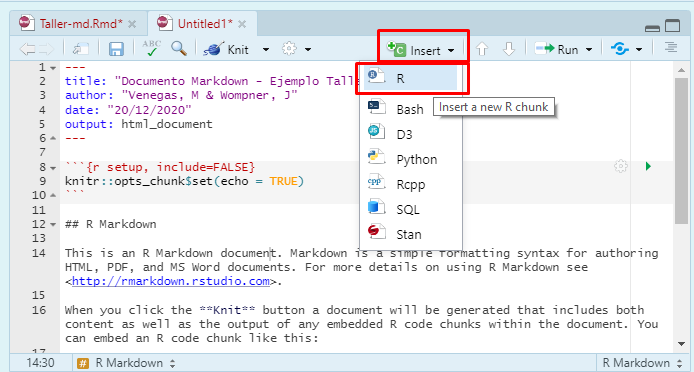 Taller-md.Rmd* Untitled1*
ABC Knit Insert Run
1 ---
2 title: "Documento Markdown - Ejemplo Talle
3 author: "Venegas, M & Wompner, J"
4 date: "20/12/2020"
5 output: html_document
6 ---
7
8 ```{r setup, include=FALSE}
9 knitr::opts_chunk$set(echo = TRUE)
10 ```
11
12 ## R Markdown
13
14 This is an R Markdown document. Markdown is a simple formatting syntax for authoring
HTML, PDF, and MS Word documents. For more details on using R Markdown see
<http://rmarkdown.rstudio.com>.
15
16 When you click the **Knit** button a document will be generated that includes both
content as well as the output of any embedded R code chunks within the document. You
can embed an R code chunk like this:
17
R
Insert a new R chunk
Bash
D3
Python
Rcpp
SQL
Stan
14:30 # R Markdown R Markdown